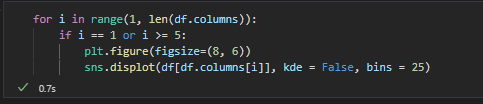 for i in range(1, len(df.columns)):
    if i == 1 or i >= 5:
        plt.figure(figsize=(8, 6))
        sns.displot(df[df.columns[i]], kde = False, bins = 25)
✓ 0.7s